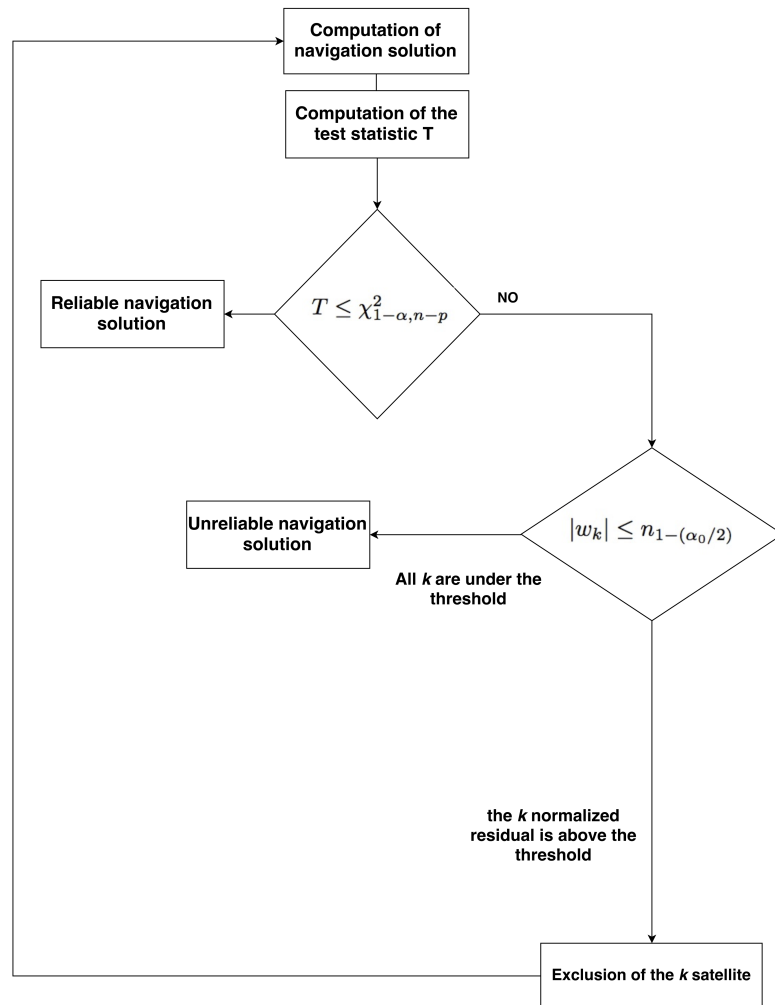 Computation of
navigation solution
Computation of the
test statistic T
T ≤ χ²₁₋α,ₙ₋ₚ
NO
Reliable navigation
solution
|wₖ| ≤ n₁₋(α₀/₂)
Unreliable navigation
solution
All k are under the
threshold
the k normalized
residual is above the
threshold
Exclusion of the k satellite